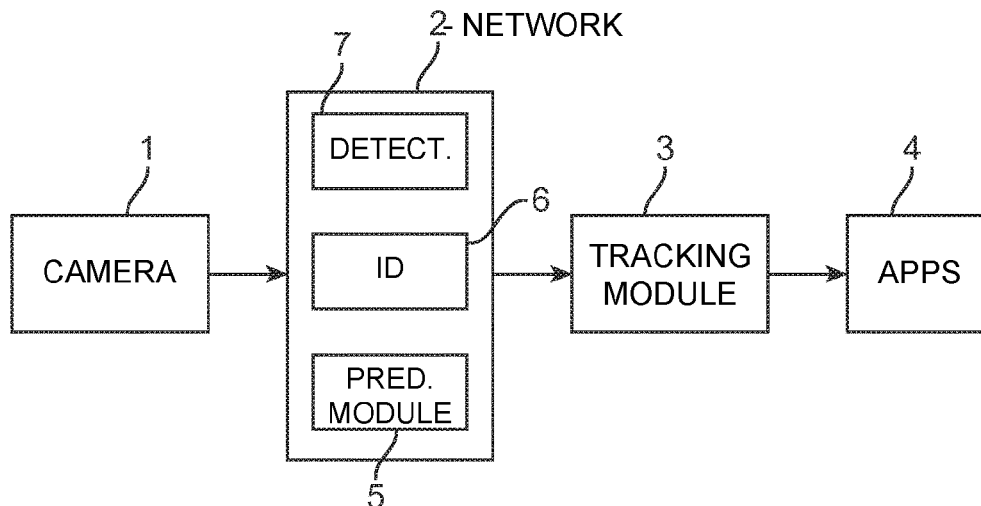 2- NETWORK
7
DETECT.
1
3
4
6
CAMERA
ID
TRACKING
MODULE
APPS
PRED.
MODULE
5